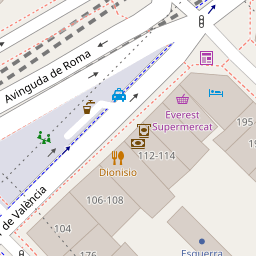 Avinguda de Roma
Everest
Supermercat
195-
112-114
Dionisio
106-108
de València
104
176
Esquerra